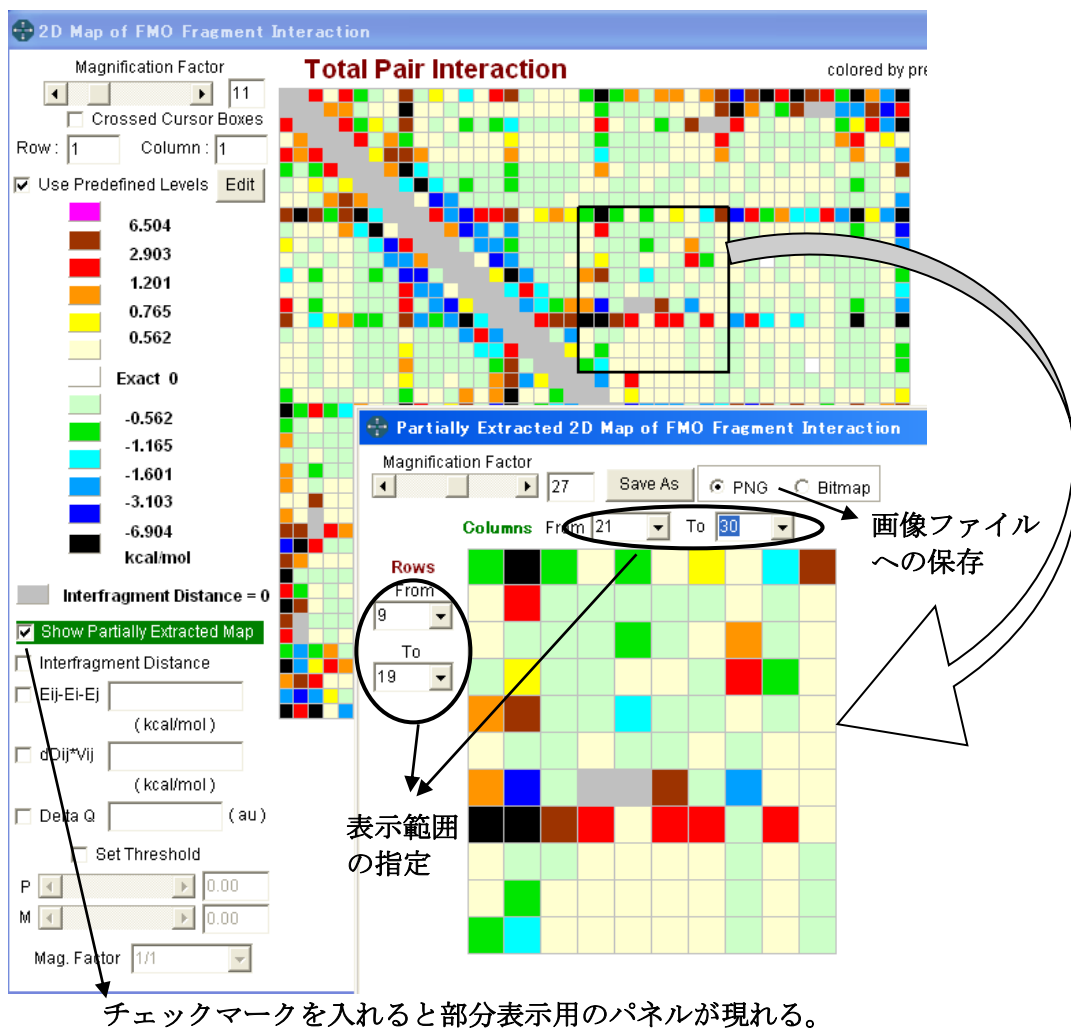 2D Map of FMO Fragment Interaction
Magnification Factor
11
Crossed Cursor Boxes
Row : 1 Column : 1
Use Predefined Levels Edit
6.504
2.903
1.201
0.765
0.562
Exact 0
-0.562
-1.165
-1.601
-3.103
-6.904
kcal/mol
Interfragment Distance = 0
Show Partially Extracted Map
Interfragment Distance
Eij-Ei-Ej
( kcal/mol )
dDij*Vij
(kcal/mol )
Delta Q ( au )
Set Threshold
P 0.00
M 0.00
Mag. Factor 1/1
Total Pair Interaction
colored by pre
Partially Extracted 2D Map of FMO Fragment Interaction
Magnification Factor
27 Save As PNG Bitmap
Columns From 21 To 30
Rows
From
9
To
19
画像ファイル
への保存
表示範囲
の指定
チェックマークを入れると部分表示用のパネルが現れる。